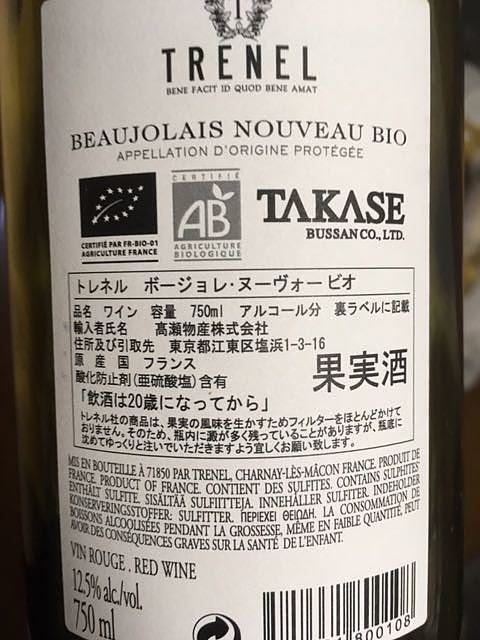 TRENEL
BENE FACIT ID QUOD BENE AMAT
BEAUJOLAIS NOUVEAU BIO
APPELLATION D'ORIGINE PROTÉGÉE
CERTIFIÉ PAR FR-BIO-01
AGRICULTURE FRANCE
CERTIFIÉ
AB
AGRICULTURE
BIOLOGIQUE
TAKASE
BUSSAN CO., LTD.
トレネル ボージョレ・ヌーヴォー ビオ
品名 ワイン 容量 750ml アルコール分 裏ラベルに記載
輸入者氏名 髙瀬物産株式会社
住所及び引取先 東京都江東区塩浜1-3-16
原産国 フランス
酸化防止剤(亜硫酸塩)含有
果実酒
「飲酒は20歳になってから」
トレネル社の商品は、果実の風味を生かすためフィルターをほとんどかけて
おりません。そのため、瓶内に澱が多く残っていることがありますが、瓶底に
沈めてゆっくりと注いでいただきますよう宜しくお願い致します。
MIS EN BOUTEILLE À 71850 PAR TRENEL, CHARNAY-LÈS-MÂCON FRANCE. PRODUIT DE
FRANCE. PRODUCT OF FRANCE. CONTIENT DES SULFITES. CONTAINS SULPHITES
ENTHÄLT SULFITE. SISÄLTÄÄ SULFIITTEJA. INNEHÅLLER SULFITER. INDEHOLDER
KONSERVERINGSSTOFFER: SULFITTER. ΠΕΡΙΕΧΕΙ ΘΕΙΩΔΗ. LA CONSOMMATION DE
BOISSONS ALCOOLISÉES PENDANT LA GROSSESSE, MÊME EN FAIBLE QUANTITÉ, PEUT
AVOIR DES CONSÉQUENCES GRAVES SUR LA SANTÉ DE L'ENFANT.
VIN ROUGE . RED WINE
12.5% alc./vol.
750 ml